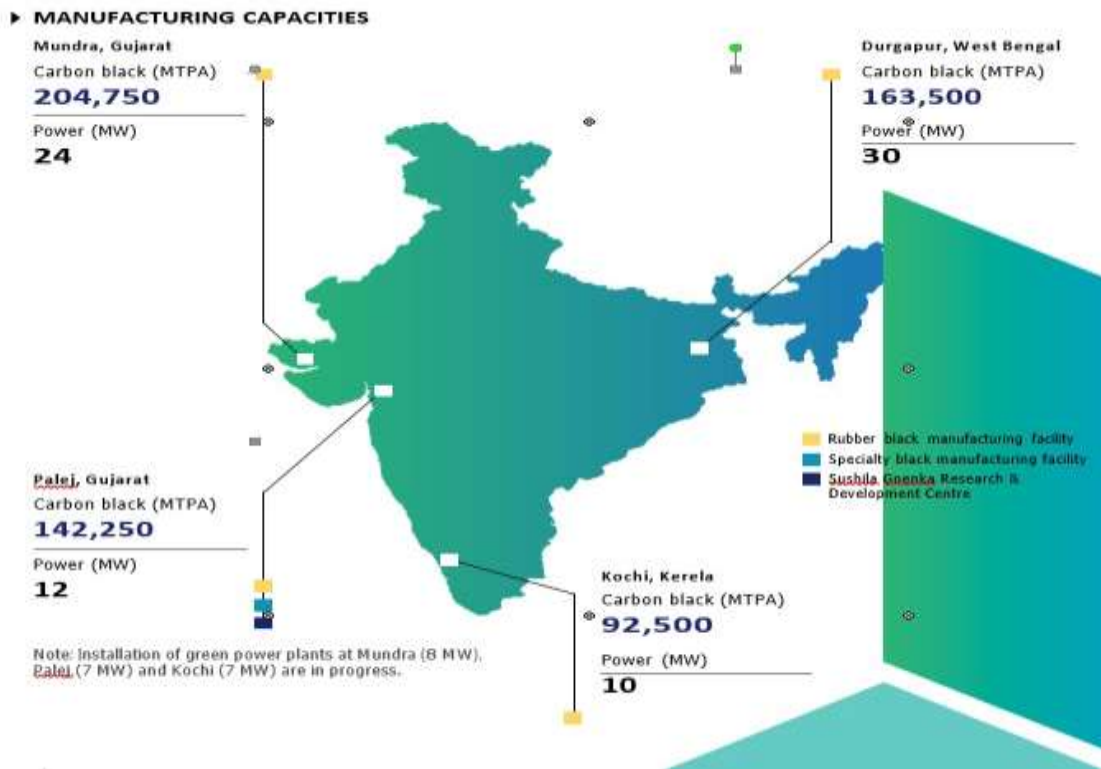 MANUFACTURING CAPACITIES
Mundra, Gujarat
Carbon black (MTPA)
204,750
Power (MW)
24
Durgapur, West Bengal
Carbon black (MTPA)
163,500
Power (MW)
30
Rubber black manufacturing facility
Specialty black manufacturing facility
Sushila Goenka Research &
Development Centre
Palej, Gujarat
Carbon black (MTPA)
142,250
Power (MW)
12
Kochi, Kerela
Carbon black (MTPA)
92,500
Power (MW)
10
Note: Installation of green power plants at Mundra (8 MW),
Palej (7 MW) and Kochi (7 MW) are in progress.